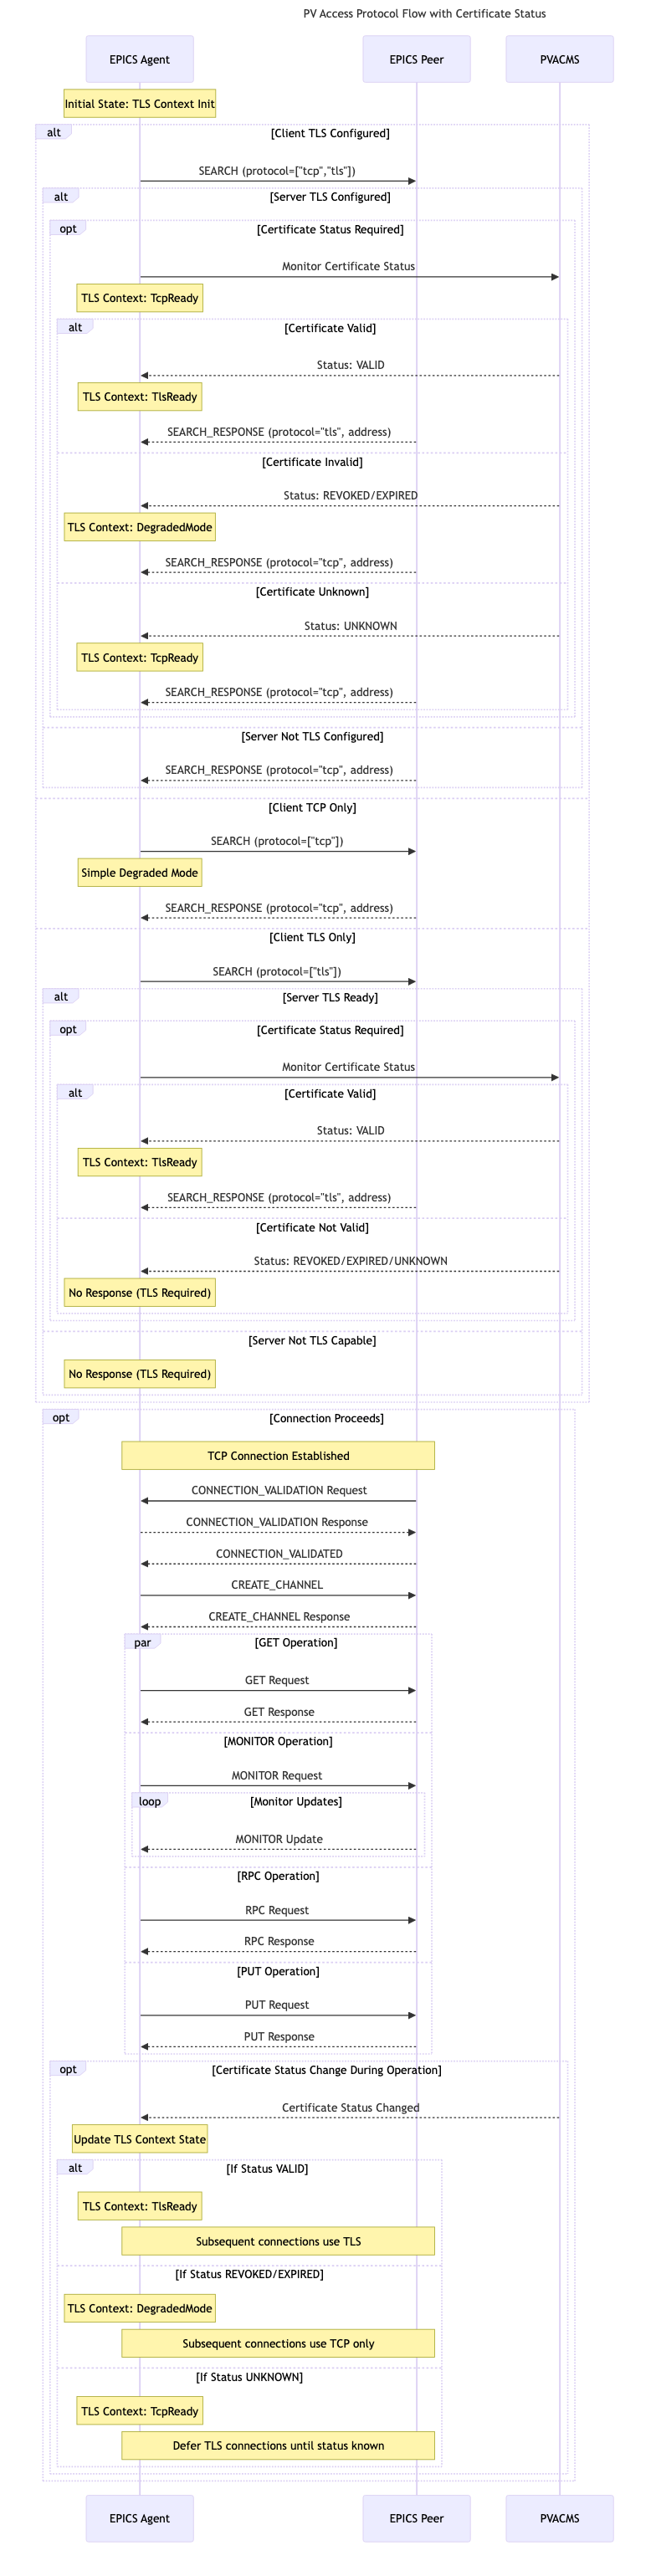 PV Access Protocol Flow with Certificate Status
EPICS Agent
EPICS Peer
PVACMS
Initial State: TLS Context Init
alt
[Client TLS Configured]
SEARCH (protocol=["tcp","tls"])
alt
[Server TLS Configured]
opt
[Certificate Status Required]
Monitor Certificate Status
TLS Context: TcpReady
alt
[Certificate Valid]
Status: VALID
TLS Context: TlsReady
SEARCH_RESPONSE (protocol="tls", address)
[Certificate Invalid]
Status: REVOKED/EXPIRED
TLS Context: DegradedMode
SEARCH_RESPONSE (protocol="tcp", address)
[Certificate Unknown]
Status: UNKNOWN
TLS Context: TcpReady
SEARCH_RESPONSE (protocol="tcp", address)
[Server Not TLS Configured]
SEARCH_RESPONSE (protocol="tcp", address)
[Client TCP Only]
SEARCH (protocol=["tcp"])
Simple Degraded Mode
SEARCH_RESPONSE (protocol="tcp", address)
[Client TLS Only]
SEARCH (protocol=["tls"])
alt
[Server TLS Ready]
opt
[Certificate Status Required]
Monitor Certificate Status
alt
[Certificate Valid]
Status: VALID
TLS Context: TlsReady
SEARCH_RESPONSE (protocol="tls", address)
[Certificate Not Valid]
Status: REVOKED/EXPIRED/UNKNOWN
No Response (TLS Required)
[Server Not TLS Capable]
No Response (TLS Required)
opt
[Connection Proceeds]
TCP Connection Established
CONNECTION_VALIDATION Request
CONNECTION_VALIDATION Response
CONNECTION_VALIDATED
CREATE_CHANNEL
CREATE_CHANNEL Response
par
[GET Operation]
GET Request
GET Response
[MONITOR Operation]
MONITOR Request
loop
[Monitor Updates]
MONITOR Update
[RPC Operation]
RPC Request
RPC Response
[PUT Operation]
PUT Request
PUT Response
opt
[Certificate Status Change During Operation]
Certificate Status Changed
Update TLS Context State
alt
[If Status VALID]
TLS Context: TlsReady
Subsequent connections use TLS
[If Status REVOKED/EXPIRED]
TLS Context: DegradedMode
Subsequent connections use TCP only
[If Status UNKNOWN]
TLS Context: TcpReady
Defer TLS connections until status known
EPICS Agent
EPICS Peer
PVACMS